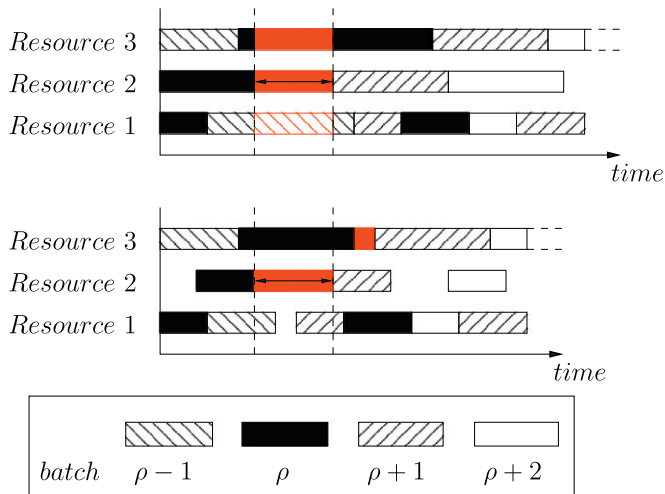 Resource 3
Resource 2
Resource 1
time
Resource 3
Resource 2
Resource 1
time
batch ρ − 1 ρ ρ + 1 ρ + 2